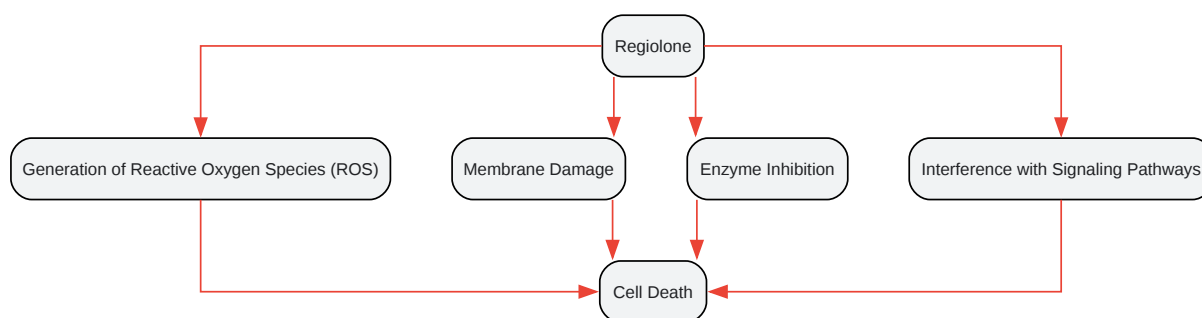 Regiolone
Generation of Reactive Oxygen Species (ROS)
Membrane Damage
Enzyme Inhibition
Interference with Signaling Pathways
Cell Death